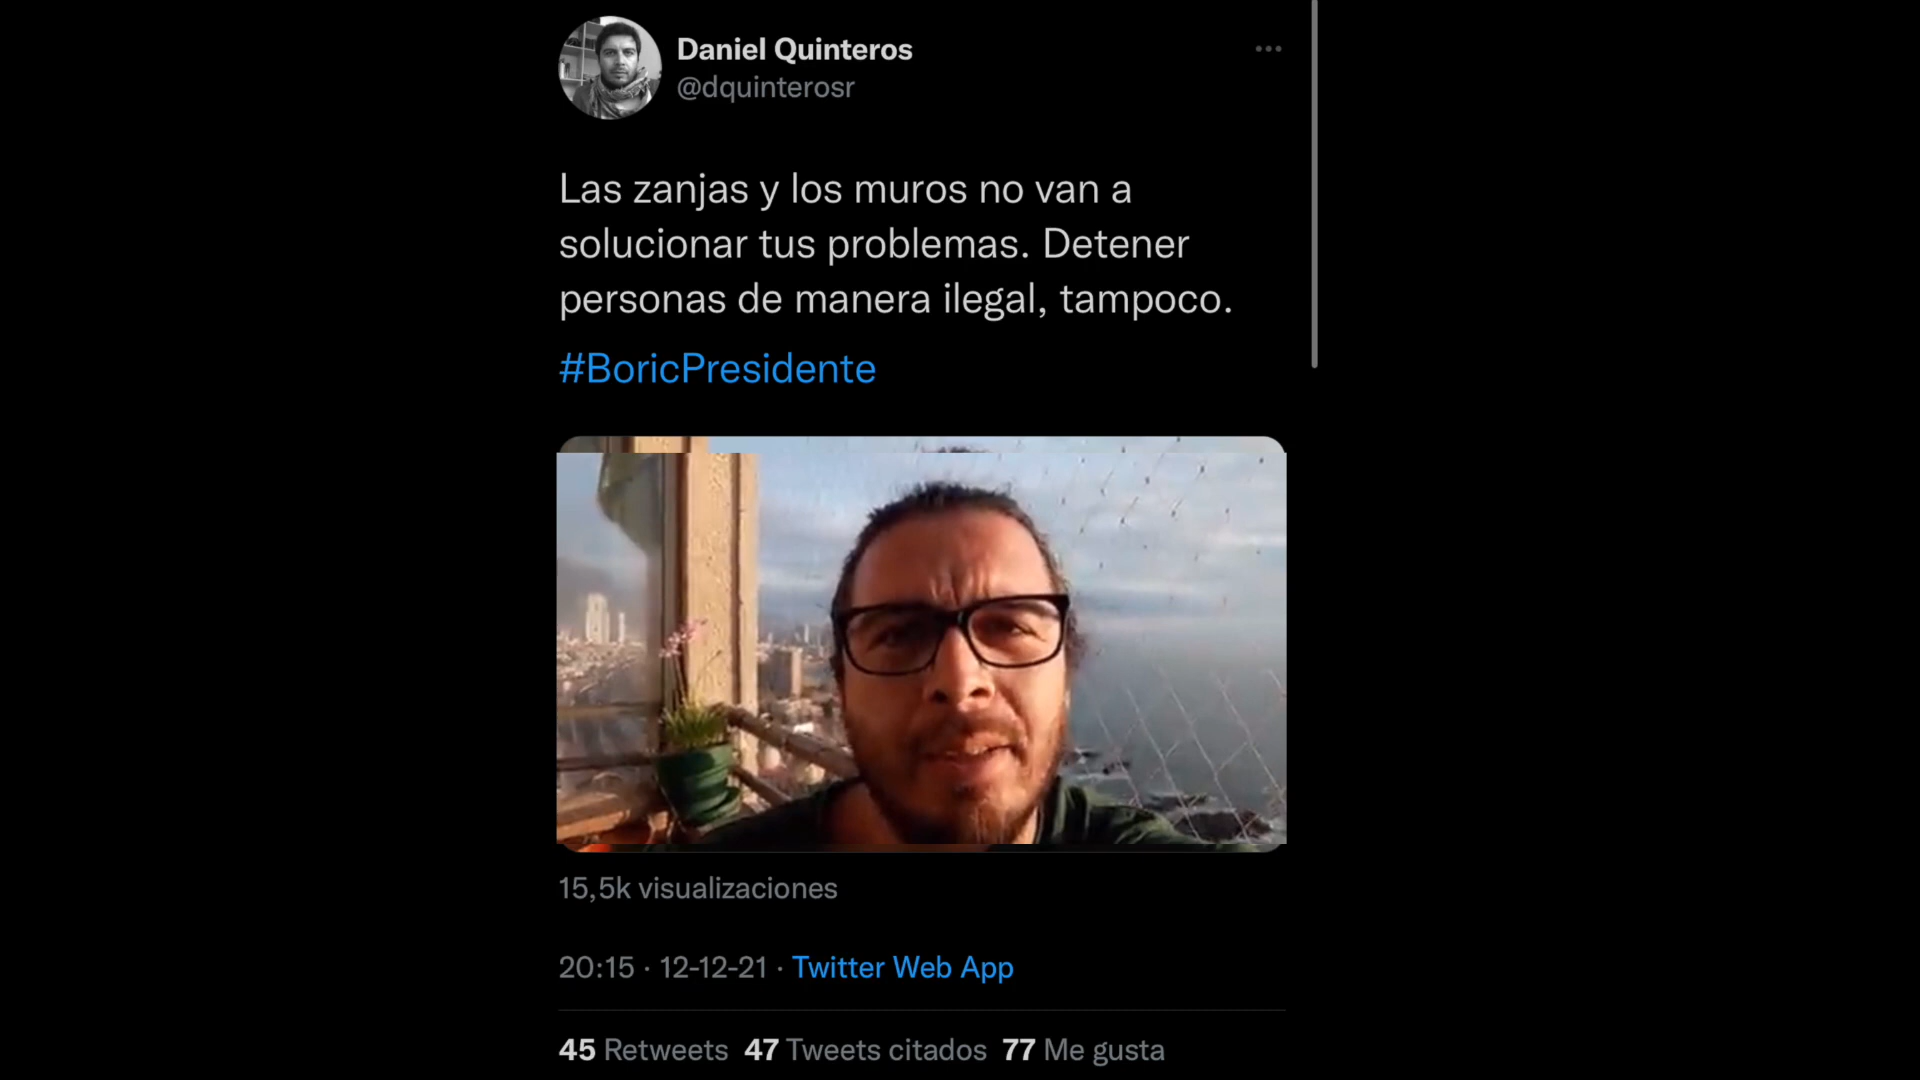 Daniel Quinteros
@dquinterosr
Las zanjas y los muros no van a
solucionar tus problemas. Detener
personas de manera ilegal, tampoco.
#BoricPresidente
15,5k visualizaciones
20:15 · 12-12-21 · Twitter Web App
45 Retweets 47 Tweets citados 77 Me gusta